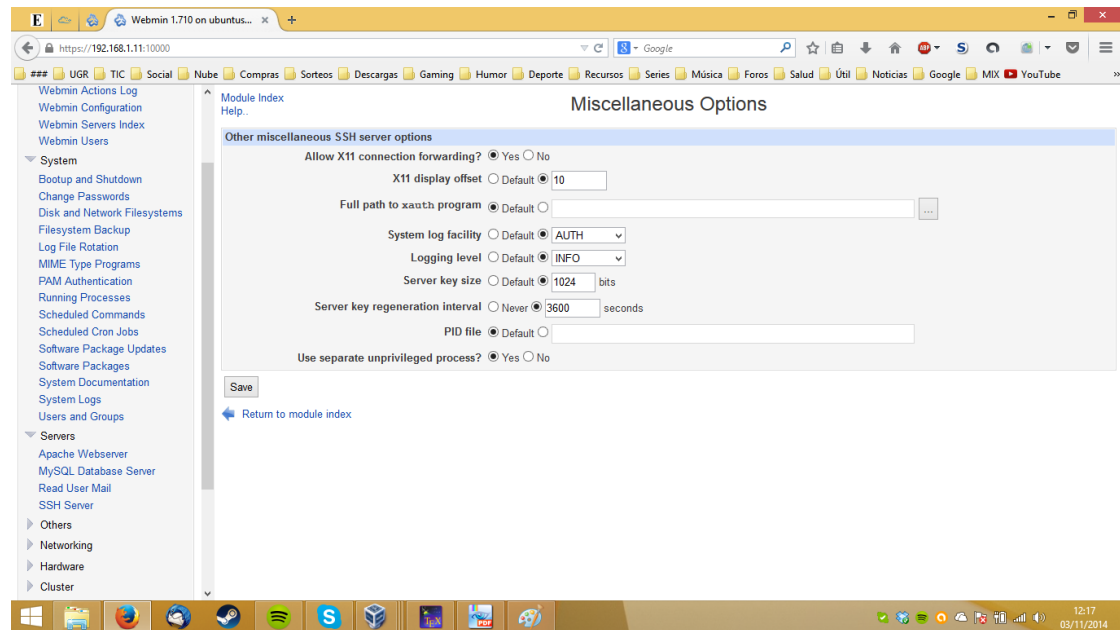 E
Webmin 1.710 on ubuntus... × +
https://192.168.1.11:10000
8 Google
ABP
S
### UGR TIC Social Nube Compras Sorteos Descargas Gaming Humor Deporte Recursos Series Música Foros Salud Útil Noticias Google MIX YouTube »
Webmin Actions Log
Webmin Configuration
Webmin Servers Index
Webmin Users
System
Bootup and Shutdown
Change Passwords
Disk and Network Filesystems
Filesystem Backup
Log File Rotation
MIME Type Programs
PAM Authentication
Running Processes
Scheduled Commands
Scheduled Cron Jobs
Software Package Updates
Software Packages
System Documentation
System Logs
Users and Groups
Servers
Apache Webserver
MySQL Database Server
Read User Mail
SSH Server
Others
Networking
Hardware
Cluster
Module Index
Help..
Miscellaneous Options
Other miscellaneous SSH server options
Allow X11 connection forwarding? Yes No
X11 display offset Default 10
Full path to xauth program Default ...
System log facility Default AUTH
Logging level Default INFO
Server key size Default 1024 bits
Server key regeneration interval Never 3600 seconds
PID file Default
Use separate unprivileged process? Yes No
Save
Return to module index
S
TEX
PDF
12:17
03/11/2014